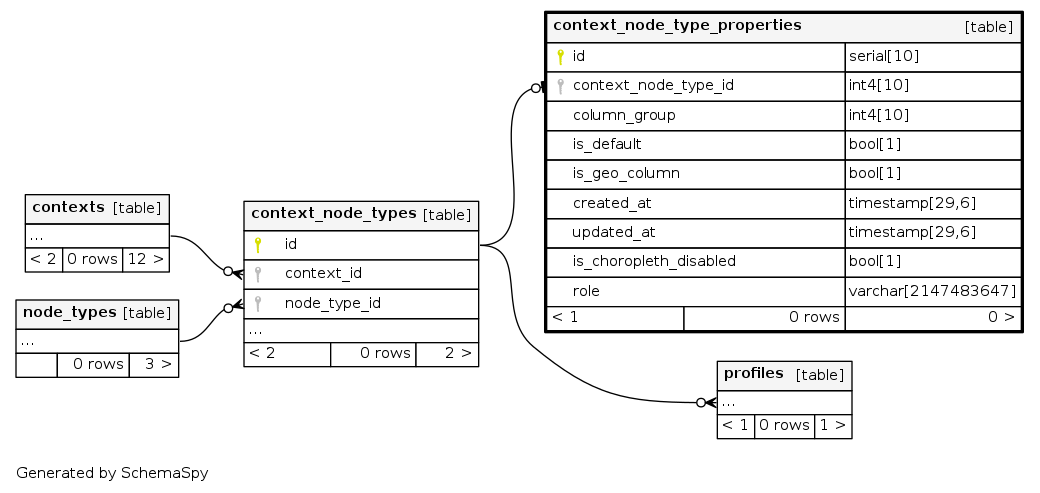 context_node_type_properties [table]
id serial[10]
context_node_type_id int4[10]
column_group int4[10]
is_default bool[1]
is_geo_column bool[1]
created_at timestamp[29,6]
updated_at timestamp[29,6]
is_choropleth_disabled bool[1]
role varchar[2147483647]
< 1 0 rows 0 >
contexts [table]
...
< 2 0 rows 12 >
context_node_types [table]
id
context_id
node_type_id
...
< 2 0 rows 2 >
node_types [table]
...
0 rows 3 >
profiles [table]
...
< 1 0 rows 1 >
Generated by SchemaSpy